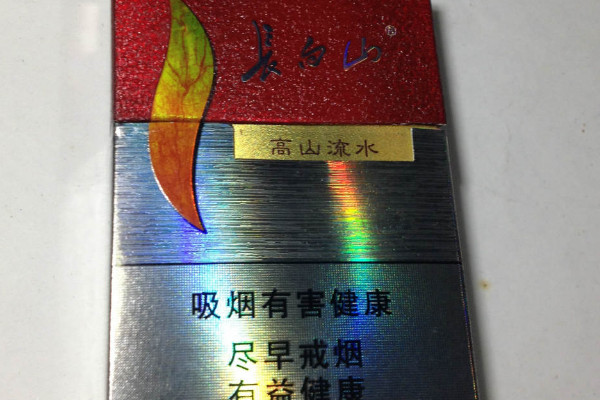 長白山®
高山流水
吸烟有害健康
尽早戒烟
有益健康